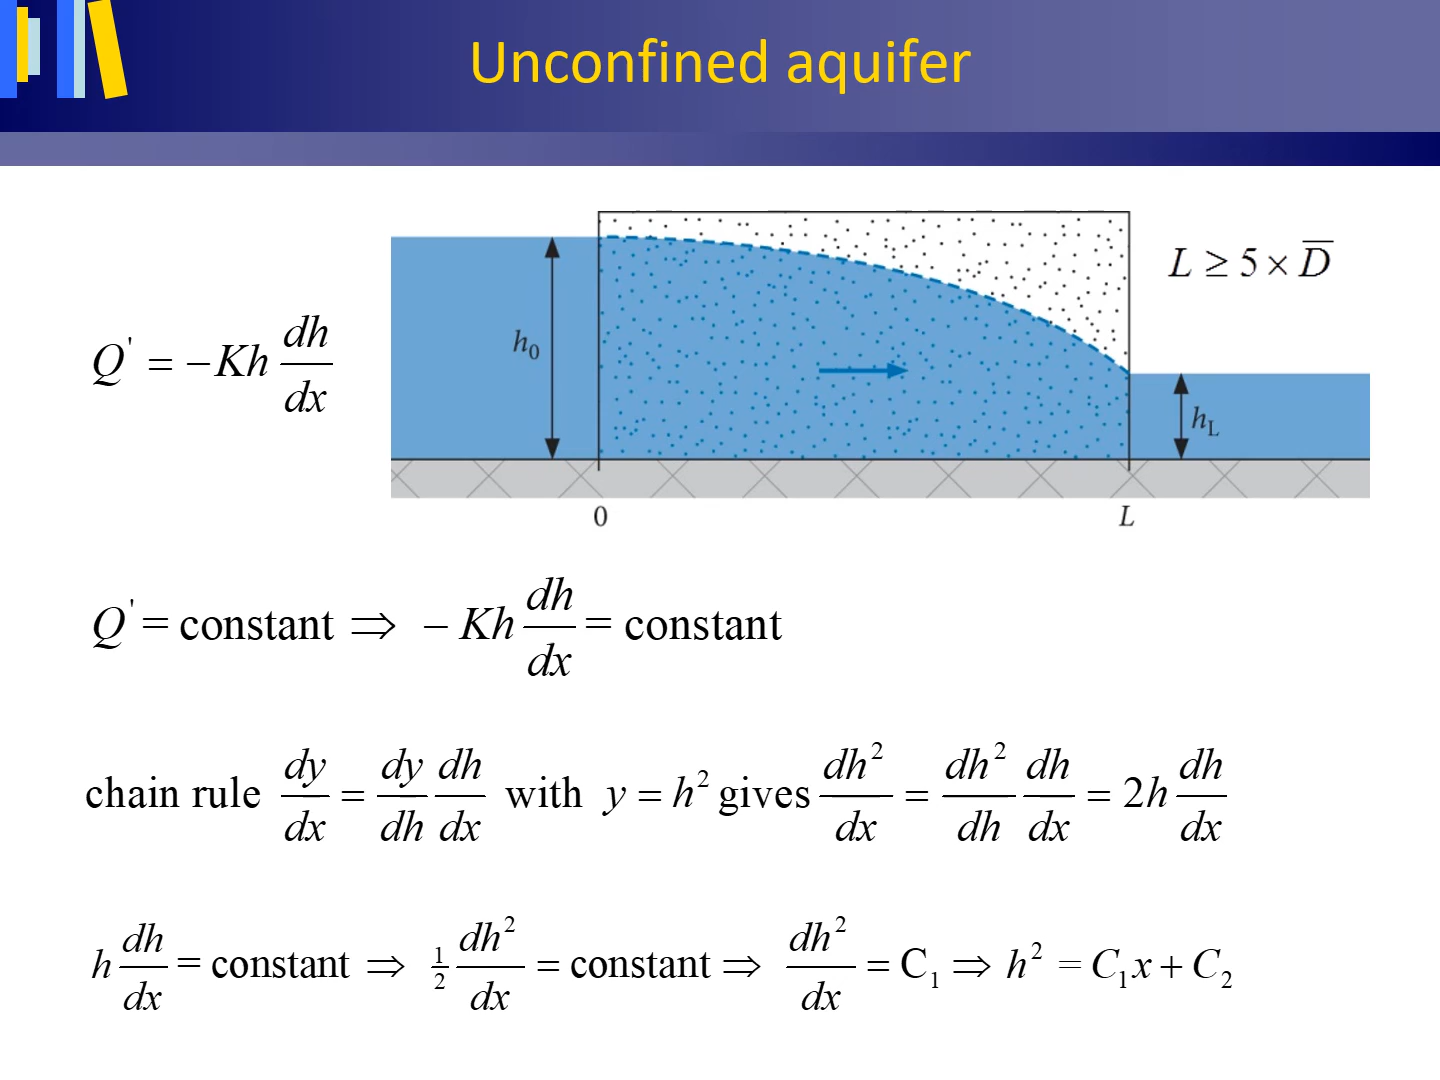 Unconfined aquifer
L ≥ 5 × D̅
Q' = −Kh dh/dx
h₀
h_L
0
L
Q' = constant ⇒ − Kh dh/dx = constant
chain rule dy/dx = dy/dh dh/dx with y = h² gives dh²/dx = dh²/dh dh/dx = 2h dh/dx
h dh/dx = constant ⇒ ½ dh²/dx = constant ⇒ dh²/dx = C₁ ⇒ h² = C₁x + C₂